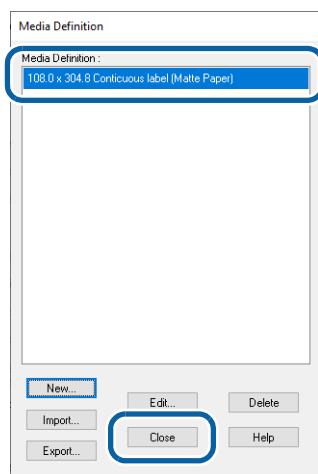 Media Definition
Media Definition :
108.0 x 304.8 Conticuous label (Matte Paper)
New...
Edit...
Delete
Import...
Close
Help
Export...